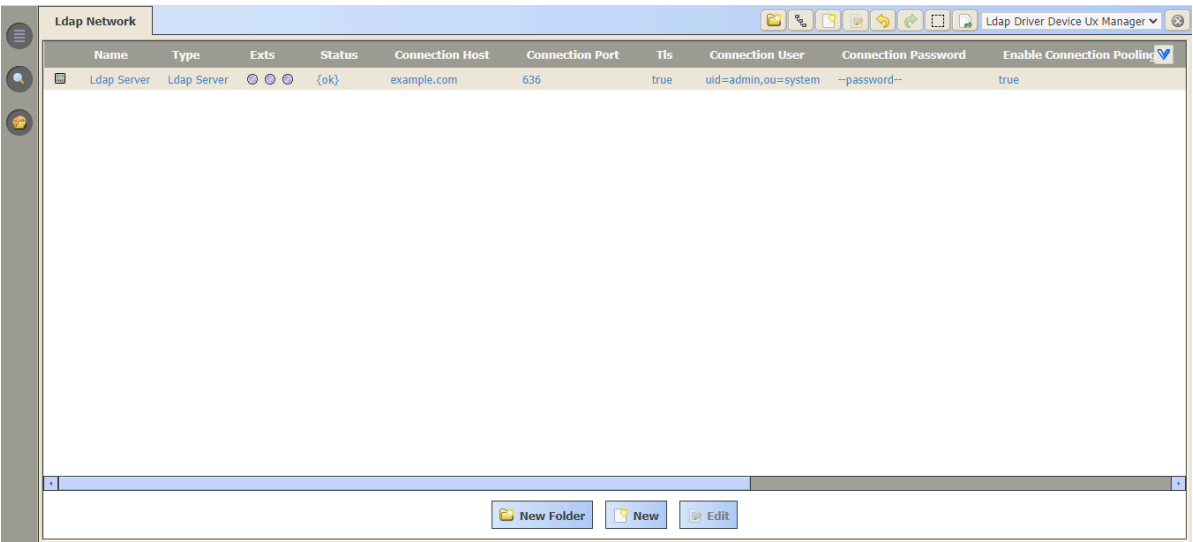 Ldap Network
Ldap Driver Device Ux Manager
Name Type Exts Status Connection Host Connection Port Tls Connection User Connection Password Enable Connection Pooling
Ldap Server Ldap Server {ok} example.com 636 true uid=admin,ou=system --password-- true
New Folder New Edit